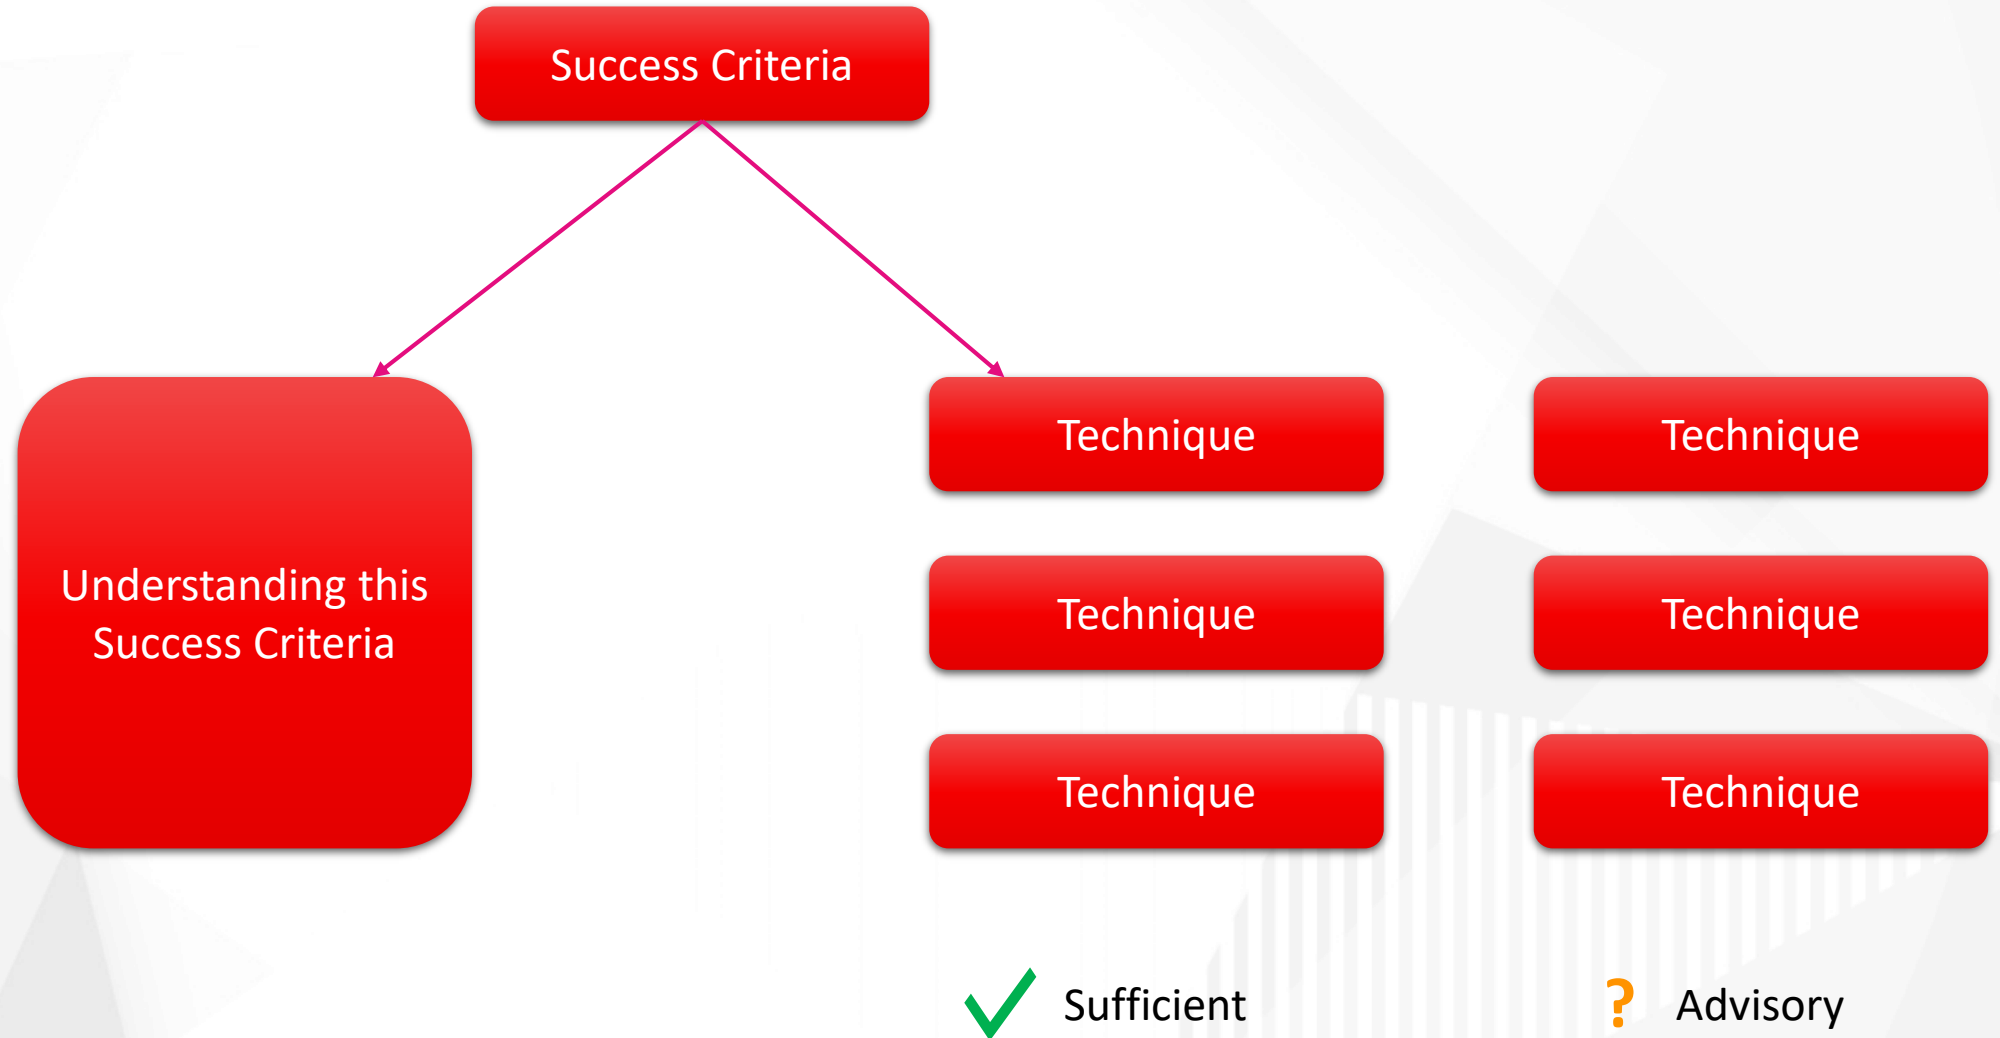 Success Criteria
Understanding this
Success Criteria
Technique
Technique
Technique
Technique
Technique
Technique
Sufficient
? Advisory